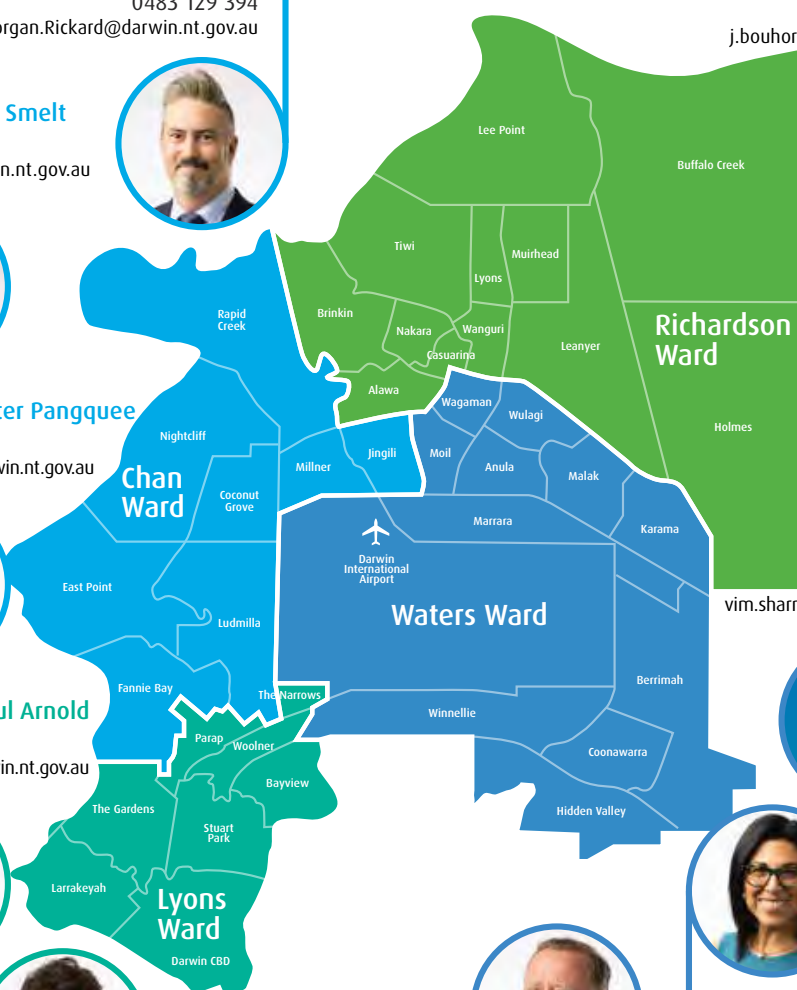 0483 129 394
organ.Rickard@darwin.nt.gov.au
j.bouhor
Smelt
n.nt.gov.au
Lee Point
Buffalo Creek
Tiwi
Muirhead
Lyons
Brinkin
Rapid
Creek
Nakara
Wanguri
Casuarina
Leanyer
Richardson
Ward
Alawa
Wagaman
Wulagi
Holmes
ter Pangquee
vin.nt.gov.au
Nightcliff
Chan
Ward
Coconut
Grove
Millner
Jingili
Moil
Anula
Malak
Marrara
Karama
Darwin
International
Airport
East Point
Ludmilla
Waters Ward
vim.sharr
Fannie Bay
The Narrows
Berrimah
Winnellie
ul Arnold
in.nt.gov.au
Parap
Woolner
Bayview
Coonawarra
The Gardens
Stuart
Park
Hidden Valley
Larrakeyah
Lyons
Ward
Darwin CBD